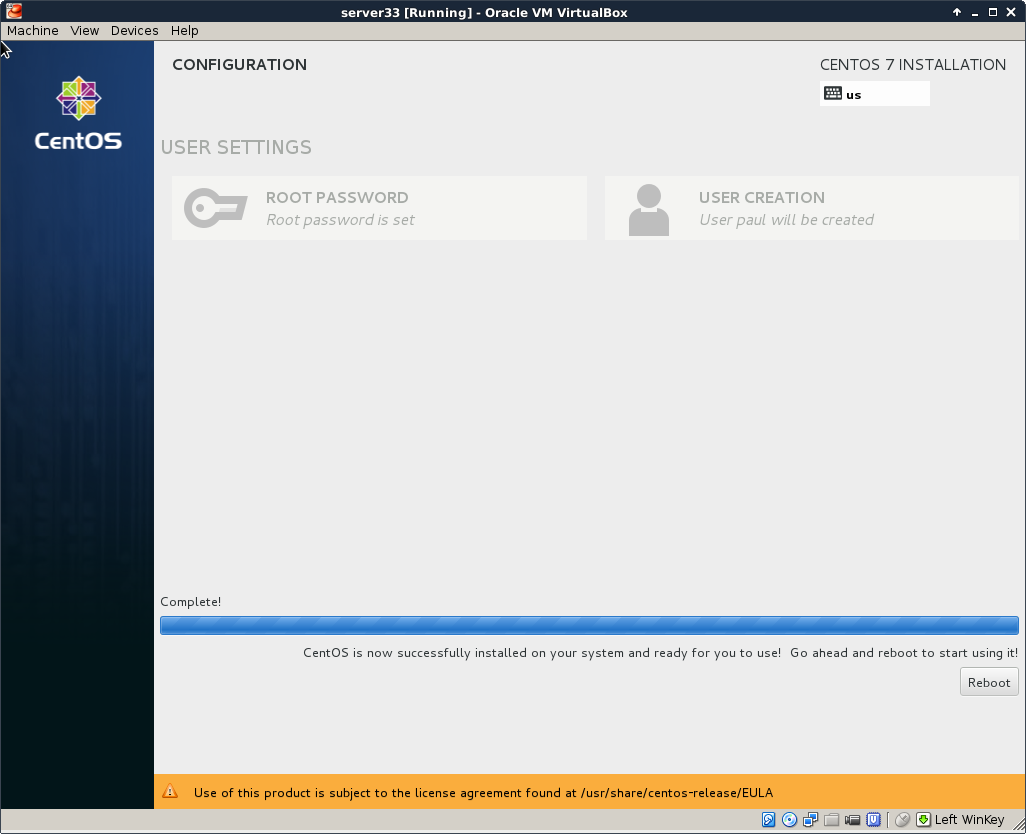 server33 [Running] - Oracle VM VirtualBox
Machine View Devices Help
CentOS
CONFIGURATION
CENTOS 7 INSTALLATION
us
USER SETTINGS
ROOT PASSWORD
Root password is set
USER CREATION
User paul will be created
Complete!
CentOS is now successfully installed on your system and ready for you to use! Go ahead and reboot to start using it!
Reboot
Use of this product is subject to the license agreement found at /usr/share/centos-release/EULA
Left WinKey